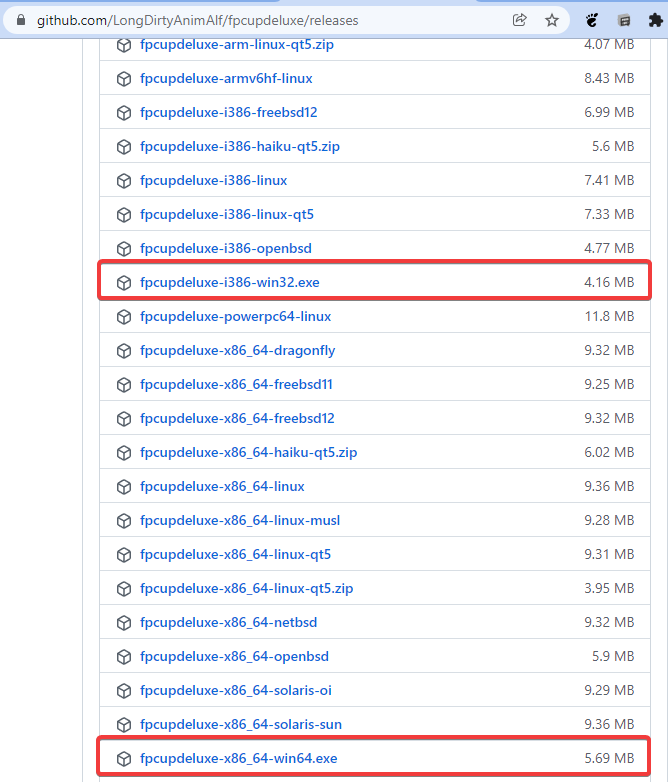 github.com/LongDirtyAnimAlf/fpcupdeluxe/releases
fpcupdeluxe-arm-linux-qt5.zip 4.07 MB
fpcupdeluxe-armv6hf-linux 8.43 MB
fpcupdeluxe-i386-freebsd12 6.99 MB
fpcupdeluxe-i386-haiku-qt5.zip 5.6 MB
fpcupdeluxe-i386-linux 7.41 MB
fpcupdeluxe-i386-linux-qt5 7.33 MB
fpcupdeluxe-i386-openbsd 4.77 MB
fpcupdeluxe-i386-win32.exe 4.16 MB
fpcupdeluxe-powerpc64-linux 11.8 MB
fpcupdeluxe-x86_64-dragonfly 9.32 MB
fpcupdeluxe-x86_64-freebsd11 9.25 MB
fpcupdeluxe-x86_64-freebsd12 9.32 MB
fpcupdeluxe-x86_64-haiku-qt5.zip 6.02 MB
fpcupdeluxe-x86_64-linux 9.36 MB
fpcupdeluxe-x86_64-linux-musl 9.28 MB
fpcupdeluxe-x86_64-linux-qt5 9.31 MB
fpcupdeluxe-x86_64-linux-qt5.zip 3.95 MB
fpcupdeluxe-x86_64-netbsd 9.32 MB
fpcupdeluxe-x86_64-openbsd 5.9 MB
fpcupdeluxe-x86_64-solaris-oi 9.29 MB
fpcupdeluxe-x86_64-solaris-sun 9.36 MB
fpcupdeluxe-x86_64-win64.exe 5.69 MB